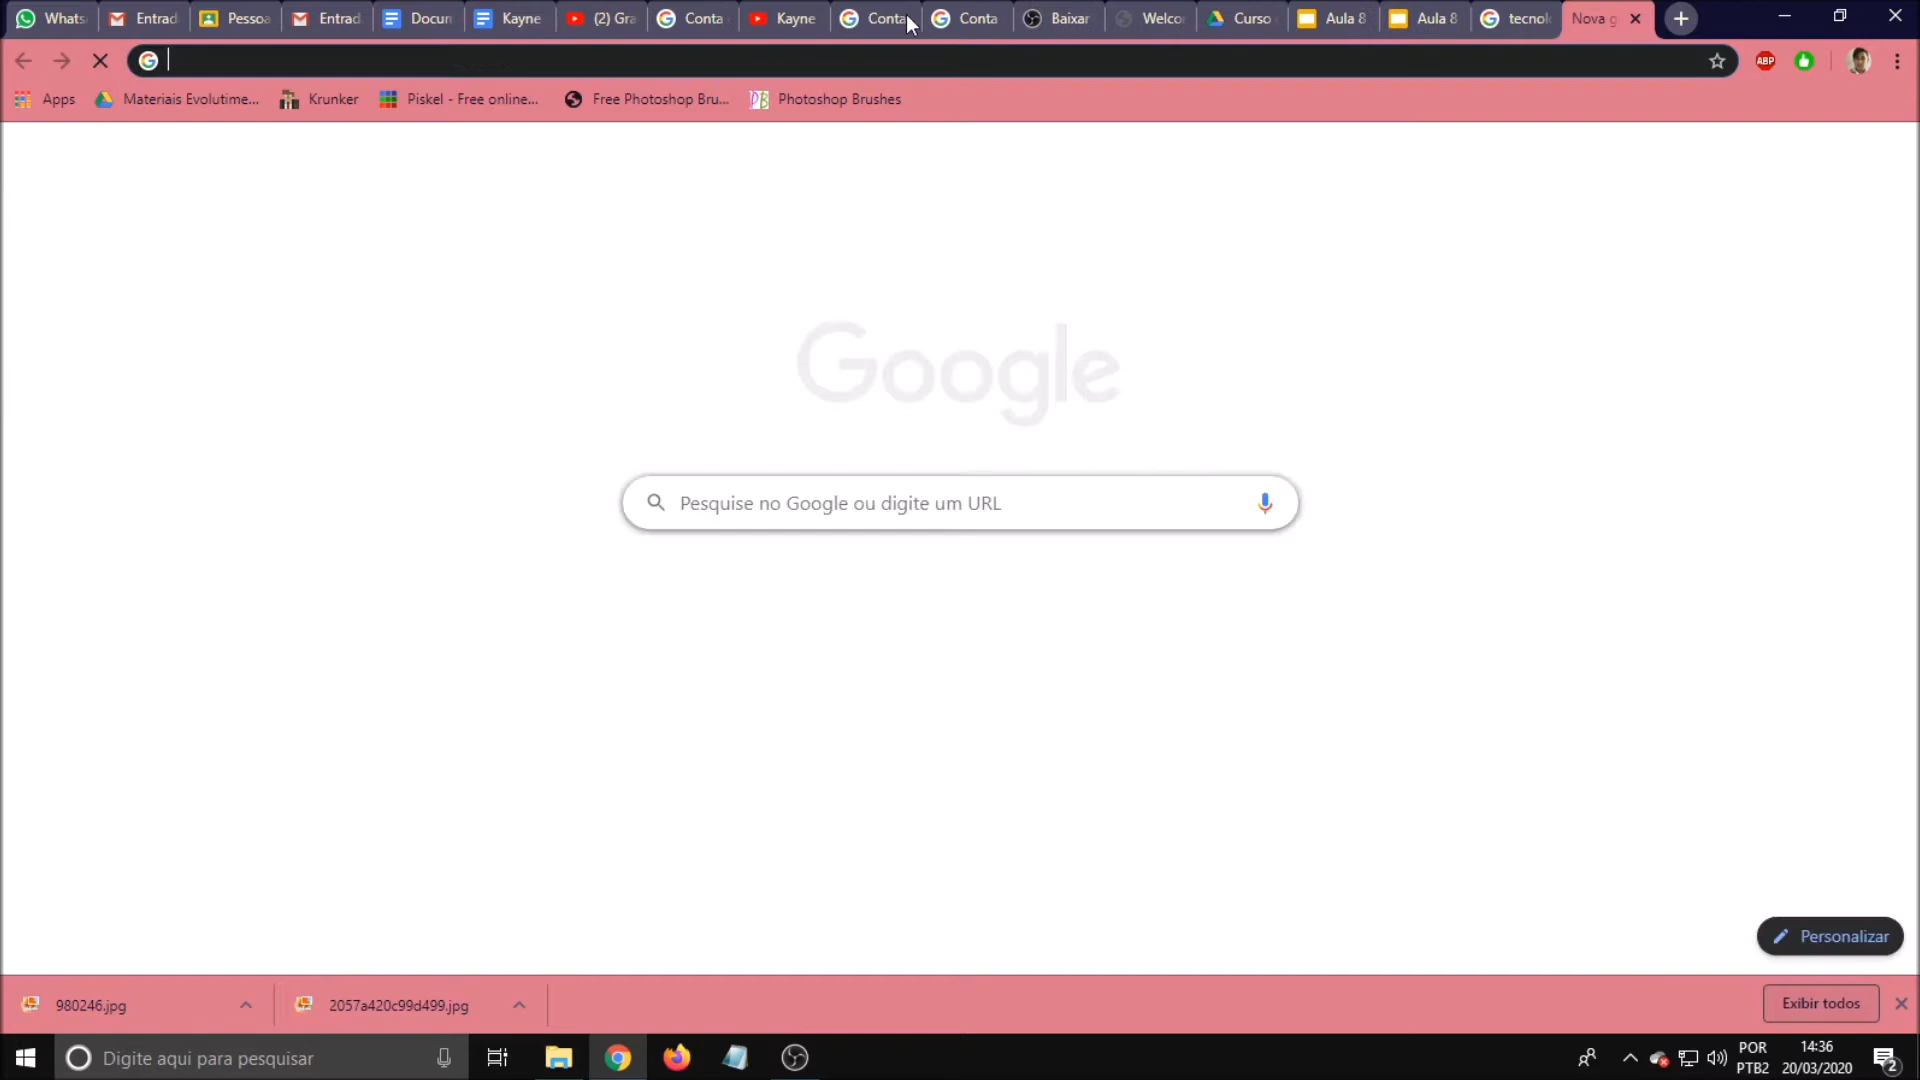 Whats Entrad Pessoa Entrad Docum Kayne (2) Gra Conta Kayne Conta Conta Baixar Welco Curso Aula 8 Aula 8 tecnol Nova g
Apps Materiais Evolutime... Krunker Piskel - Free online... Free Photoshop Bru... Photoshop Brushes
ABP
Google
Pesquise no Google ou digite um URL
Personalizar
980246.jpg 2057a420c99d499.jpg Exibir todos
Digite aqui para pesquisar
POR
PTB2
14:36
20/03/2020
2